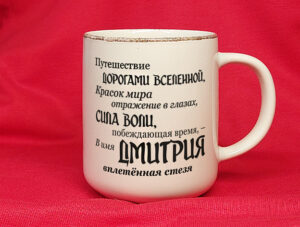 Путешествие
ДОРОГАМИ ВСЕЛЕННОЙ,
Красок мира
отражение в глазах,
СИЛА ВОЛИ,
побеждающая время, –
В имя ДМИТРИЯ
вплетённая стезя